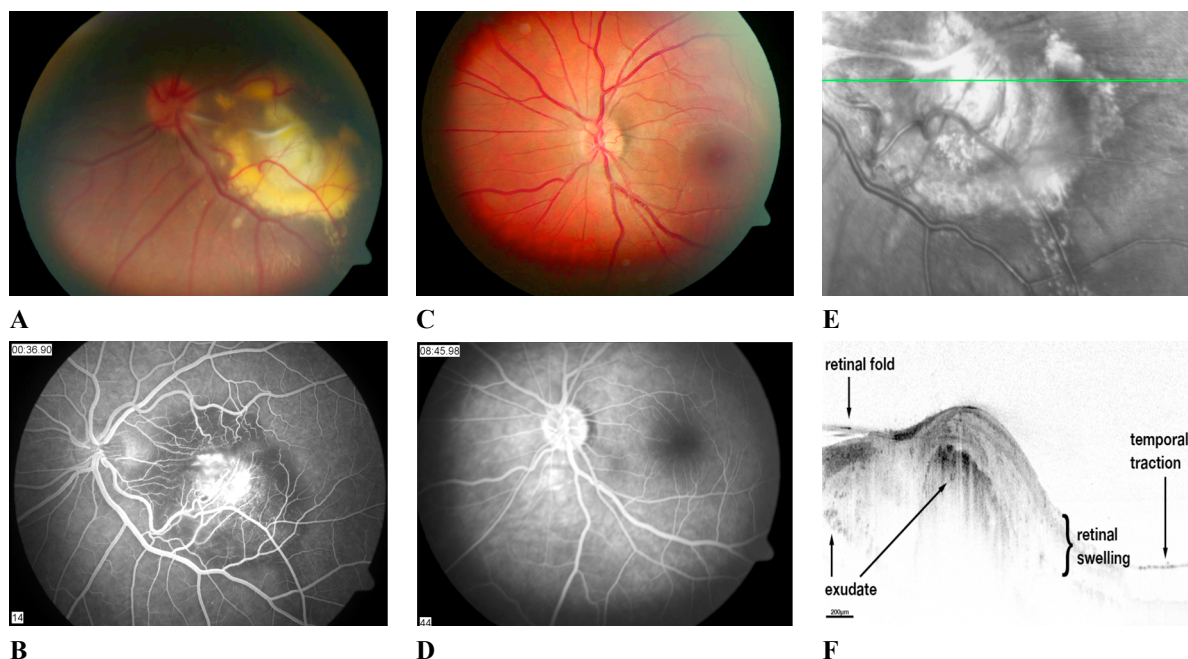 A
C
E
00:36.90
14
B
08:45.98
44
D
retinal fold
temporal
traction
retinal
swelling
exudate
200µm
F